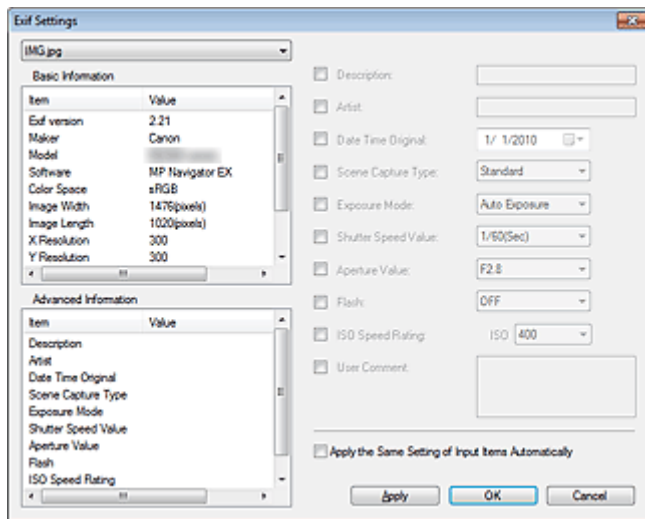 Exif Settings
IMG.jpg
Basic Information
Item Value
Exif version 2.21
Maker Canon
Model
Software MP Navigator EX
Color Space sRGB
Image Width 1476(pixels)
Image Length 1020(pixels)
X Resolution 300
Y Resolution 300
Advanced Information
Item Value
Description
Artist
Date Time Original
Scene Capture Type
Exposure Mode
Shutter Speed Value
Aperture Value
Flash
ISO Speed Rating
Description:
Artist:
Date Time Original: 1/ 1/2010
Scene Capture Type: Standard
Exposure Mode: Auto Exposure
Shutter Speed Value: 1/60(Sec)
Aperture Value: F2.8
Flash: OFF
ISO Speed Rating: ISO 400
User Comment:
Apply the Same Setting of Input Items Automatically
Apply OK Cancel